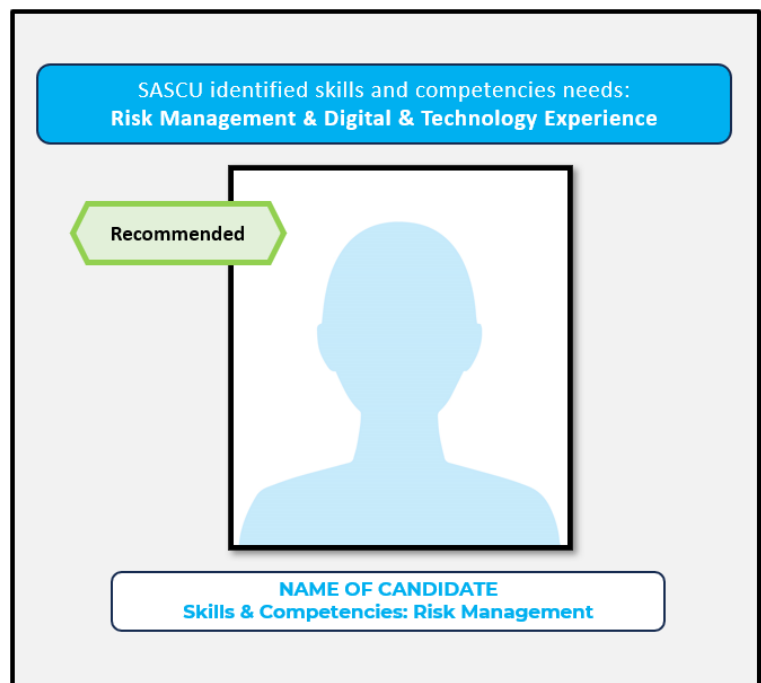 SASCU identified skills and competencies needs:
Risk Management & Digital & Technology Experience
Recommended
NAME OF CANDIDATE
Skills & Competencies: Risk Management